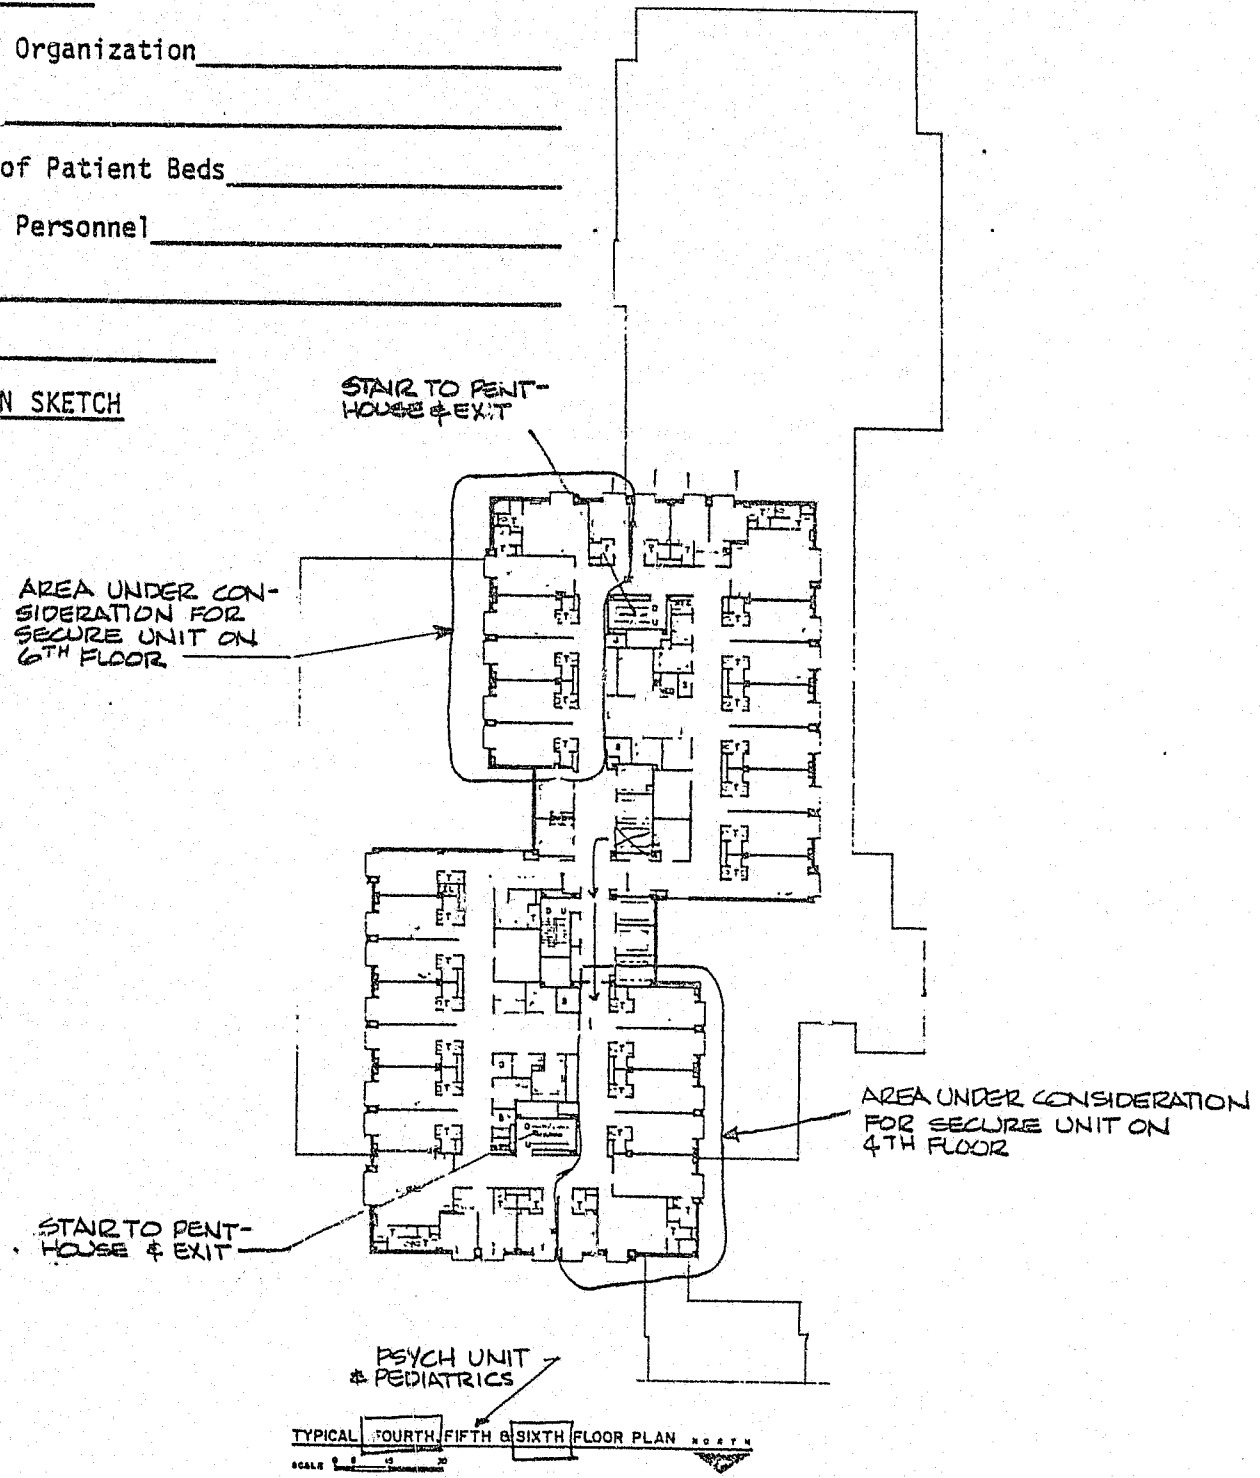 Organization
of Patient Beds
Personnel
N SKETCH
STAIR TO PENT-
HOUSE & EXIT
AREA UNDER CON-
SIDERATION FOR
SECURE UNIT ON
6TH FLOOR
AREA UNDER CONSIDERATION
FOR SECURE UNIT ON
4TH FLOOR
STAIR TO PENT-
HOUSE & EXIT
PSYCH UNIT
& PEDIATRICS
TYPICAL FOURTH, FIFTH & SIXTH FLOOR PLAN NORTH
SCALE